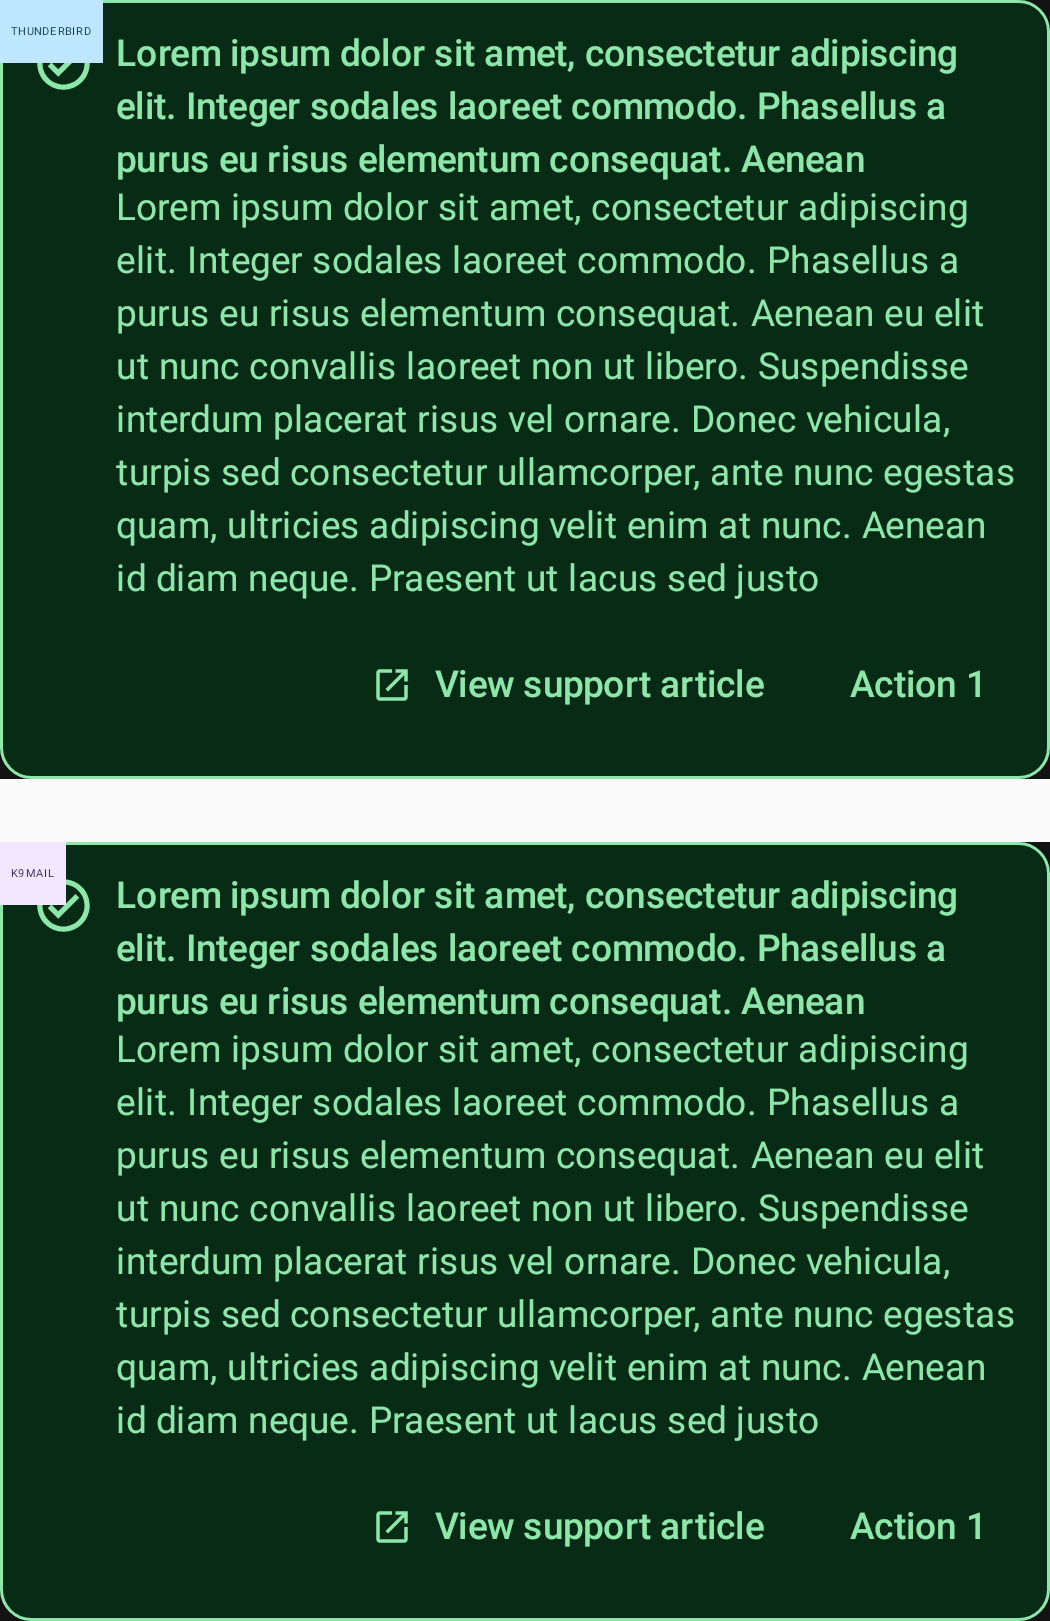 THUNDERBIRD
Lorem ipsum dolor sit amet, consectetur adipiscing
elit. Integer sodales laoreet commodo. Phasellus a
purus eu risus elementum consequat. Aenean
Lorem ipsum dolor sit amet, consectetur adipiscing
elit. Integer sodales laoreet commodo. Phasellus a
purus eu risus elementum consequat. Aenean eu elit
ut nunc convallis laoreet non ut libero. Suspendisse
interdum placerat risus vel ornare. Donec vehicula,
turpis sed consectetur ullamcorper, ante nunc egestas
quam, ultricies adipiscing velit enim at nunc. Aenean
id diam neque. Praesent ut lacus sed justo
View support article Action 1
K9MAIL
Lorem ipsum dolor sit amet, consectetur adipiscing
elit. Integer sodales laoreet commodo. Phasellus a
purus eu risus elementum consequat. Aenean
Lorem ipsum dolor sit amet, consectetur adipiscing
elit. Integer sodales laoreet commodo. Phasellus a
purus eu risus elementum consequat. Aenean eu elit
ut nunc convallis laoreet non ut libero. Suspendisse
interdum placerat risus vel ornare. Donec vehicula,
turpis sed consectetur ullamcorper, ante nunc egestas
quam, ultricies adipiscing velit enim at nunc. Aenean
id diam neque. Praesent ut lacus sed justo
View support article Action 1